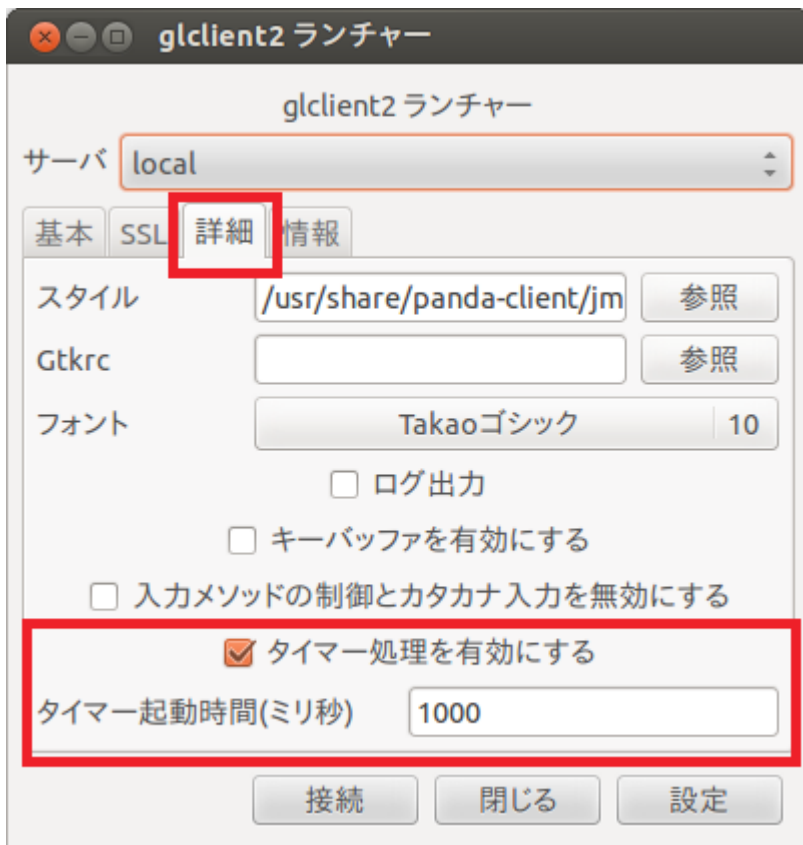 glclient2 ランチャー
glclient2 ランチャー
サーバ local
基本 SSL 詳細 情報
スタイル /usr/share/panda-client/jm 参照
Gtkrc 参照
フォント Takaoゴシック 10
ログ出力
キーバッファを有効にする
入力メソッドの制御とカタカナ入力を無効にする
タイマー処理を有効にする
タイマー起動時間(ミリ秒) 1000
接続 閉じる 設定